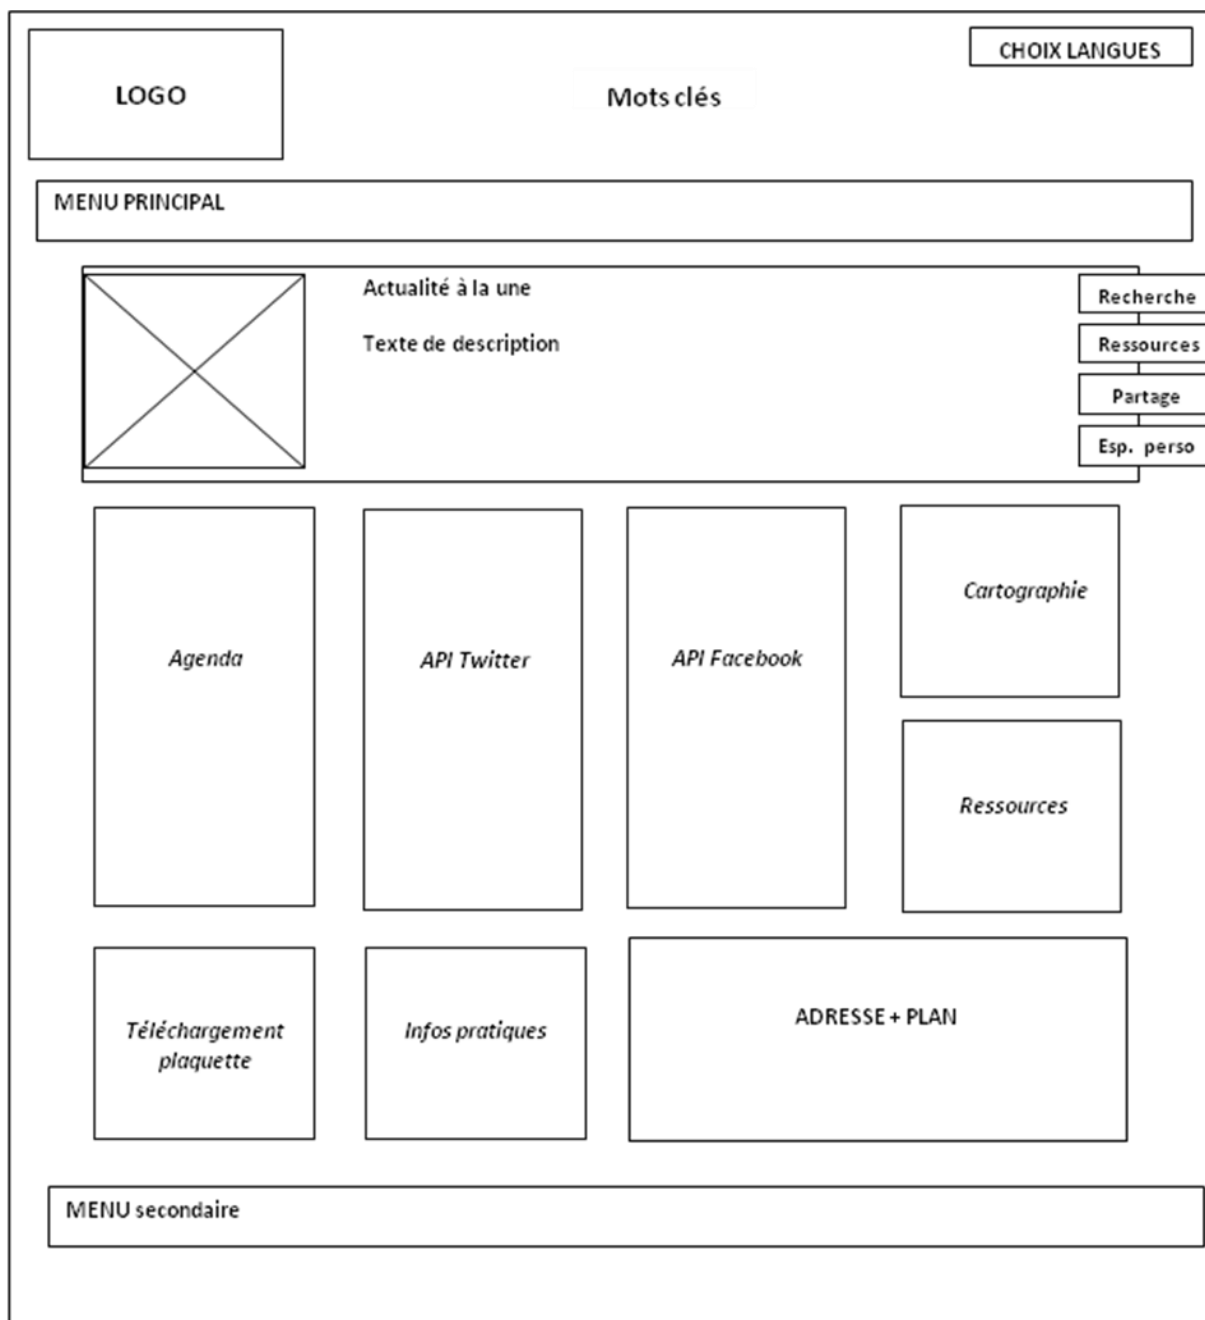 CHOIX LANGUES
LOGO
Mots clés
MENU PRINCIPAL
Actualité à la une
Texte de description
Recherche
Ressources
Partage
Esp. perso
Agenda
API Twitter
API Facebook
Cartographie
Ressources
Téléchargement
plaquette
Infos pratiques
ADRESSE + PLAN
MENU secondaire